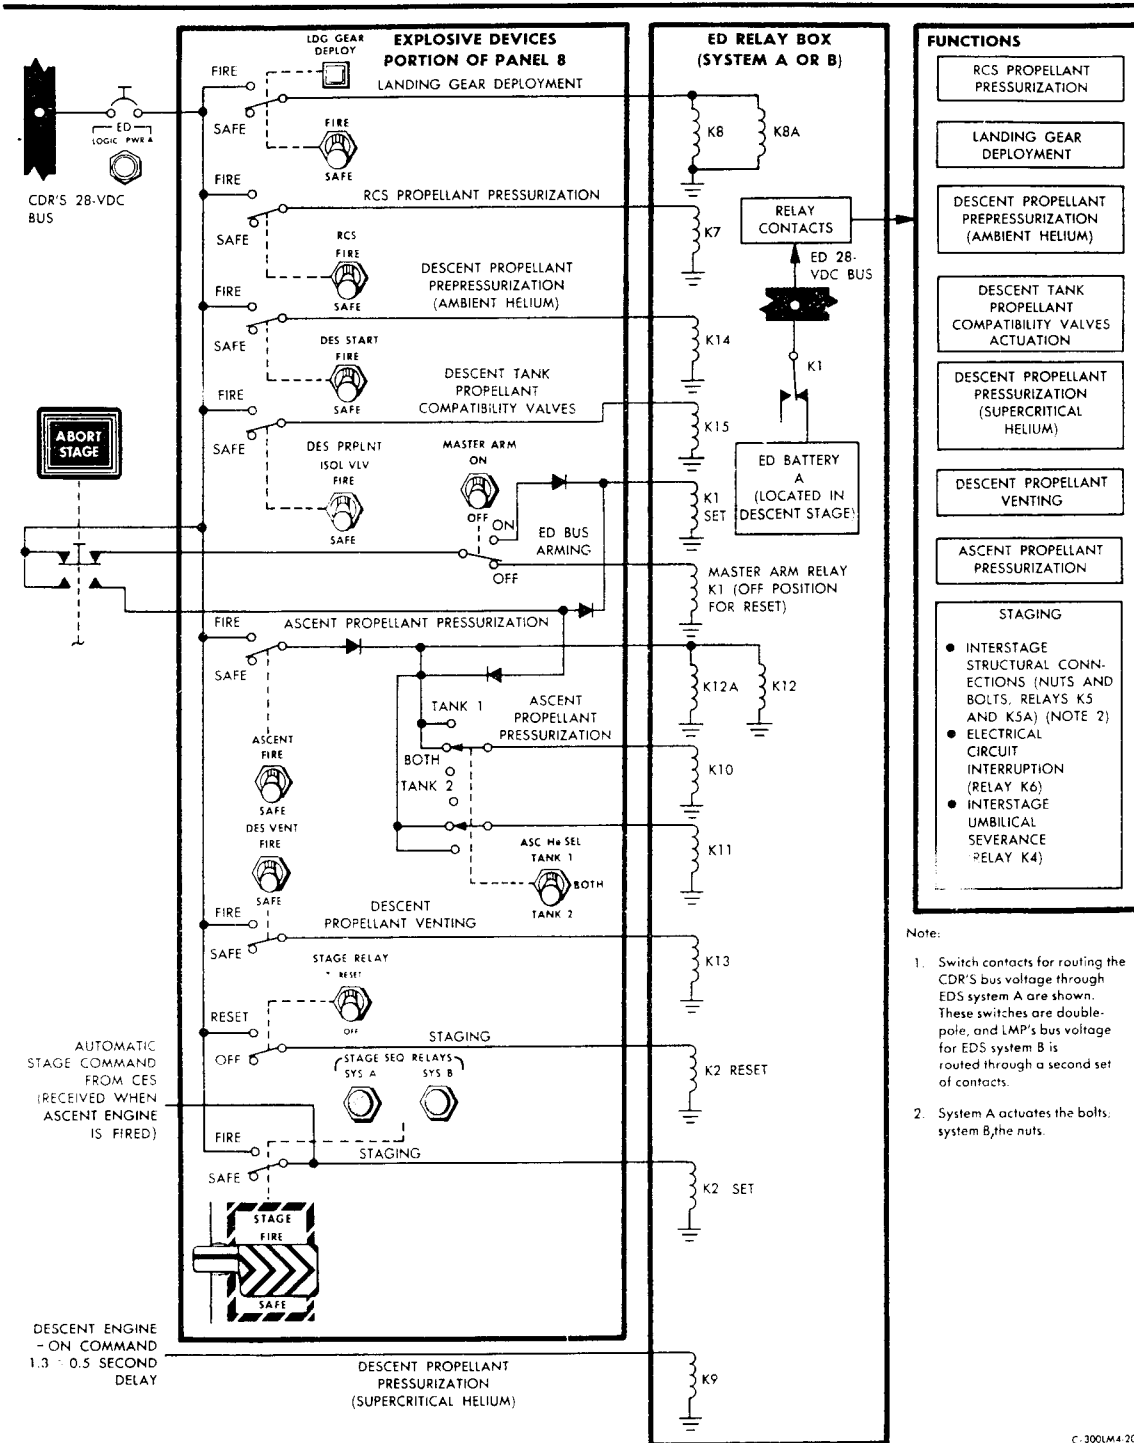 EXPLOSIVE DEVICES
PORTION OF PANEL 8
LDG GEAR
DEPLOY
LANDING GEAR DEPLOYMENT
FIRE
SAFE
FIRE
SAFE
ED
LOGIC PWR A
CDR'S 28-VDC
BUS
FIRE
SAFE
RCS PROPELLANT PRESSURIZATION
RCS
FIRE
SAFE
DESCENT PROPELLANT
PREPRESSURIZATION
(AMBIENT HELIUM)
FIRE
SAFE
DES START
FIRE
SAFE
DESCENT TANK
PROPELLANT
COMPATIBILITY VALVES
FIRE
SAFE
DES PRPLNT
ISOL VLV
FIRE
SAFE
ABORT
STAGE
MASTER ARM
ON
OFF
ON
OFF
ED BUS
ARMING
FIRE
SAFE
ASCENT PROPELLANT PRESSURIZATION
TANK 1
BOTH
TANK 2
ASCENT
PROPELLANT
PRESSURIZATION
ASCENT
FIRE
SAFE
DES VENT
FIRE
SAFE
ASC He SEL
TANK 1
BOTH
TANK 2
FIRE
SAFE
DESCENT
PROPELLANT VENTING
STAGE RELAY
RESET
OFF
RESET
OFF
STAGING
STAGE SEQ RELAYS
SYS A
SYS B
AUTOMATIC
STAGE COMMAND
FROM CES
(RECEIVED WHEN
ASCENT ENGINE
IS FIRED)
FIRE
SAFE
STAGING
STAGE
FIRE
SAFE
DESCENT ENGINE
- ON COMMAND
1.3 0.5 SECOND
DELAY
DESCENT PROPELLANT
PRESSURIZATION
(SUPERCRITICAL HELIUM)
ED RELAY BOX
(SYSTEM A OR B)
K8
K8A
K7
RELAY
CONTACTS
ED 28-
VDC BUS
K14
K1
K15
ED BATTERY
A
(LOCATED IN
DESCENT STAGE)
K1
SET
MASTER ARM RELAY
K1 (OFF POSITION
FOR RESET)
K12A
K12
K10
K11
K13
K2 RESET
K2 SET
K9
FUNCTIONS
RCS PROPELLANT
PRESSURIZATION
LANDING GEAR
DEPLOYMENT
DESCENT PROPELLANT
PREPRESSURIZATION
(AMBIENT HELIUM)
DESCENT TANK
PROPELLANT
COMPATIBILITY VALVES
ACTUATION
DESCENT PROPELLANT
PRESSURIZATION
(SUPERCRITICAL
HELIUM)
DESCENT PROPELLANT
VENTING
ASCENT PROPELLANT
PRESSURIZATION
STAGING
● INTERSTAGE
STRUCTURAL CONN-
ECTIONS (NUTS AND
BOLTS, RELAYS K5
AND K5A) (NOTE 2)
● ELECTRICAL
CIRCUIT
INTERRUPTION
(RELAY K6)
● INTERSTAGE
UMBILICAL
SEVERANCE
RELAY K4)
Note:
1. Switch contacts for routing the
CDR'S bus voltage through
EDS system A are shown.
These switches are double-
pole, and LMP's bus voltage
for EDS system B is
routed through a second set
of contacts.
2. System A actuates the bolts;
system B, the nuts.